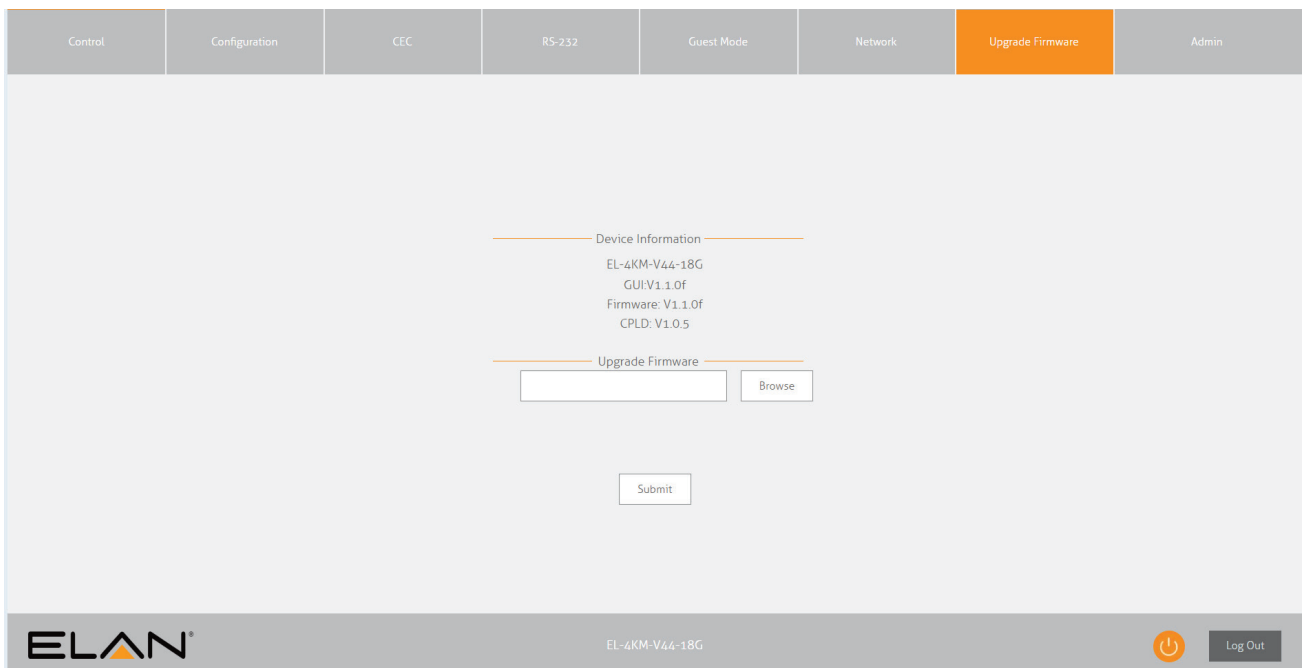 Control Configuration CEC RS-232 Guest Mode Network Upgrade Firmware Admin
Device Information
EL-4KM-V44-18G
GUI:V1.1.0f
Firmware: V1.1.0f
CPLD: V1.0.5
Upgrade Firmware
Browse
Submit
ELAN® EL-4KM-V44-18G Log Out